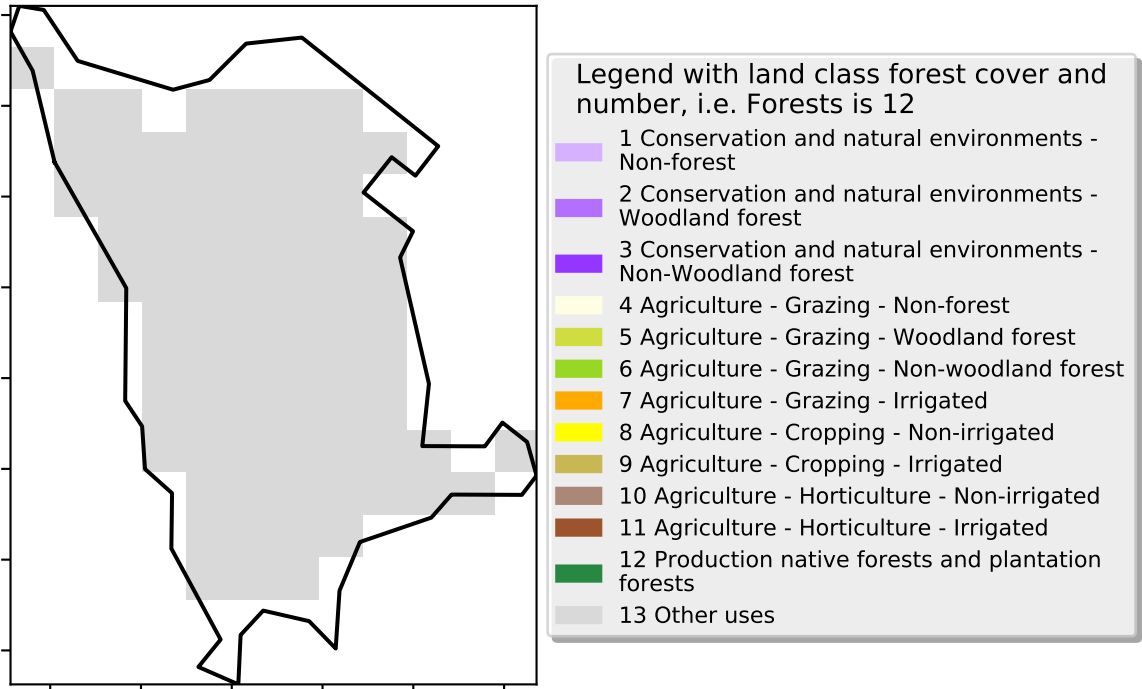 Legend with land class forest cover and
number, i.e. Forests is 12
1 Conservation and natural environments -
Non-forest
2 Conservation and natural environments -
Woodland forest
3 Conservation and natural environments -
Non-Woodland forest
4 Agriculture - Grazing - Non-forest
5 Agriculture - Grazing - Woodland forest
6 Agriculture - Grazing - Non-woodland forest
7 Agriculture - Grazing - Irrigated
8 Agriculture - Cropping - Non-irrigated
9 Agriculture - Cropping - Irrigated
10 Agriculture - Horticulture - Non-irrigated
11 Agriculture - Horticulture - Irrigated
12 Production native forests and plantation
forests
13 Other uses